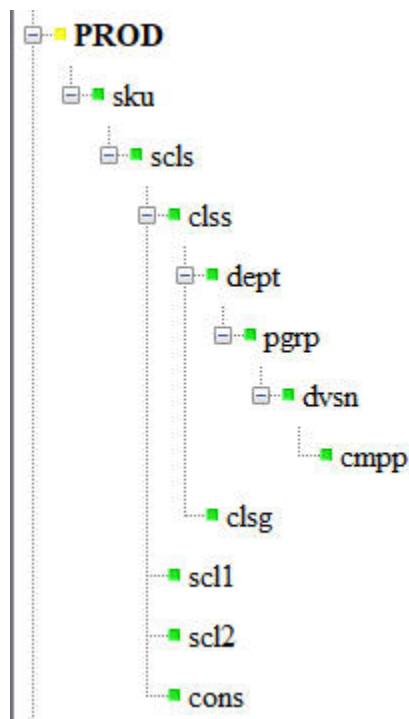 PROD
sku
scls
clss
dept
pgrp
dvsn
cmpp
clsg
scl1
scl2
cons